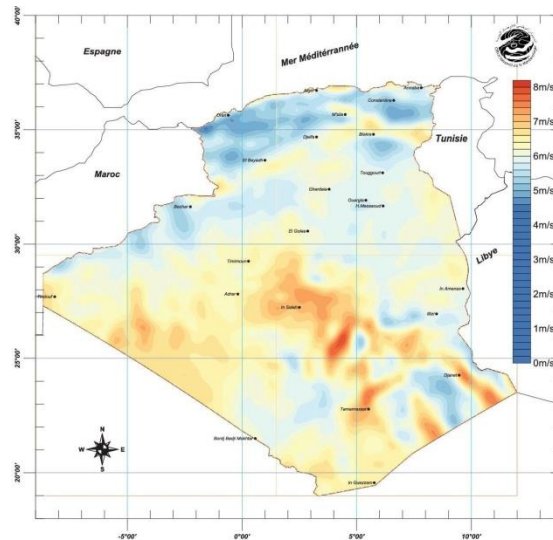 40°00'
35°00'
30°00'
25°00'
20°00'
Espagne
Mer Méditérrannée
Maroc
Tunisie
Libye
8m/s
7m/s
6m/s
5m/s
4m/s
3m/s
2m/s
1m/s
0m/s
Alger
Annaba
Constantine
Oran
M'sila
Biskra
Djelfa
El Bayadh
Touggourt
Ghardaia
Ouargla
H.Messaoud
Bechar
El Golea
Timimoun
In Amenas
Tindouf
Adrar
In Salah
Illizi
Djanet
Tamanrasset
Bordj Badji Mokhtar
In Guezzam
N
W
E
S
-5°00'
0°00'
5°00'
10°00'